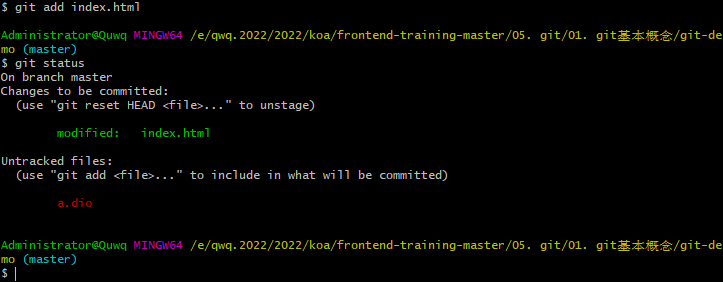 $ git add index.html
Administrator@Quwq MINGW64 /e/qwq.2022/2022/koa/frontend-training-master/05. git/01. git基本概念/git-de
mo (master)
$ git status
On branch master
Changes to be committed:
  (use "git reset HEAD <file>..." to unstage)
        modified:   index.html
Untracked files:
  (use "git add <file>..." to include in what will be committed)
        a.dio
Administrator@Quwq MINGW64 /e/qwq.2022/2022/koa/frontend-training-master/05. git/01. git基本概念/git-de
mo (master)
$